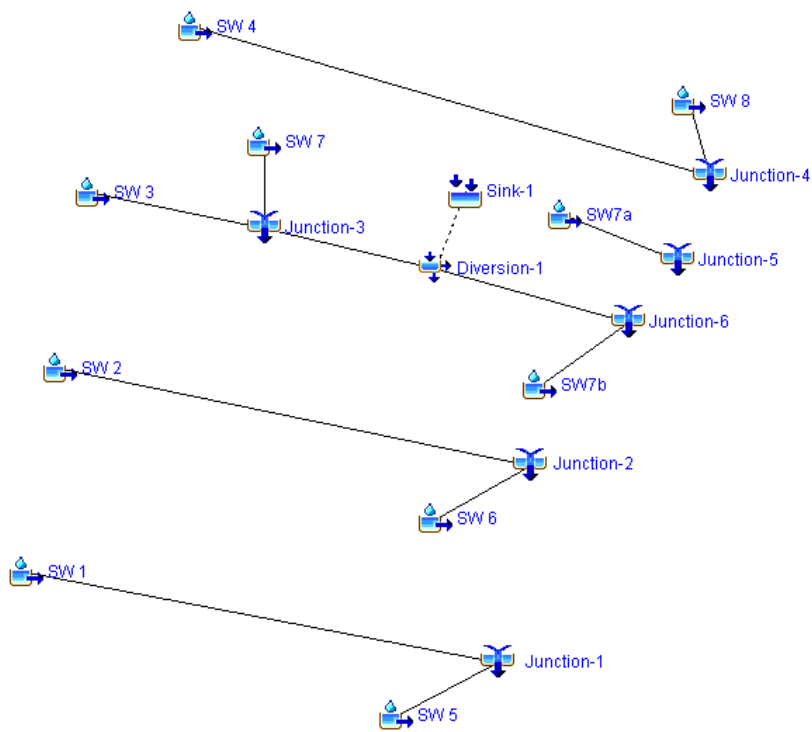 SW 4
SW 8
SW 7
Junction-4
SW 3
Sink-1
SW7a
Junction-3
Junction-5
Diversion-1
Junction-6
SW 2
SW7b
Junction-2
SW 6
SW 1
Junction-1
SW 5